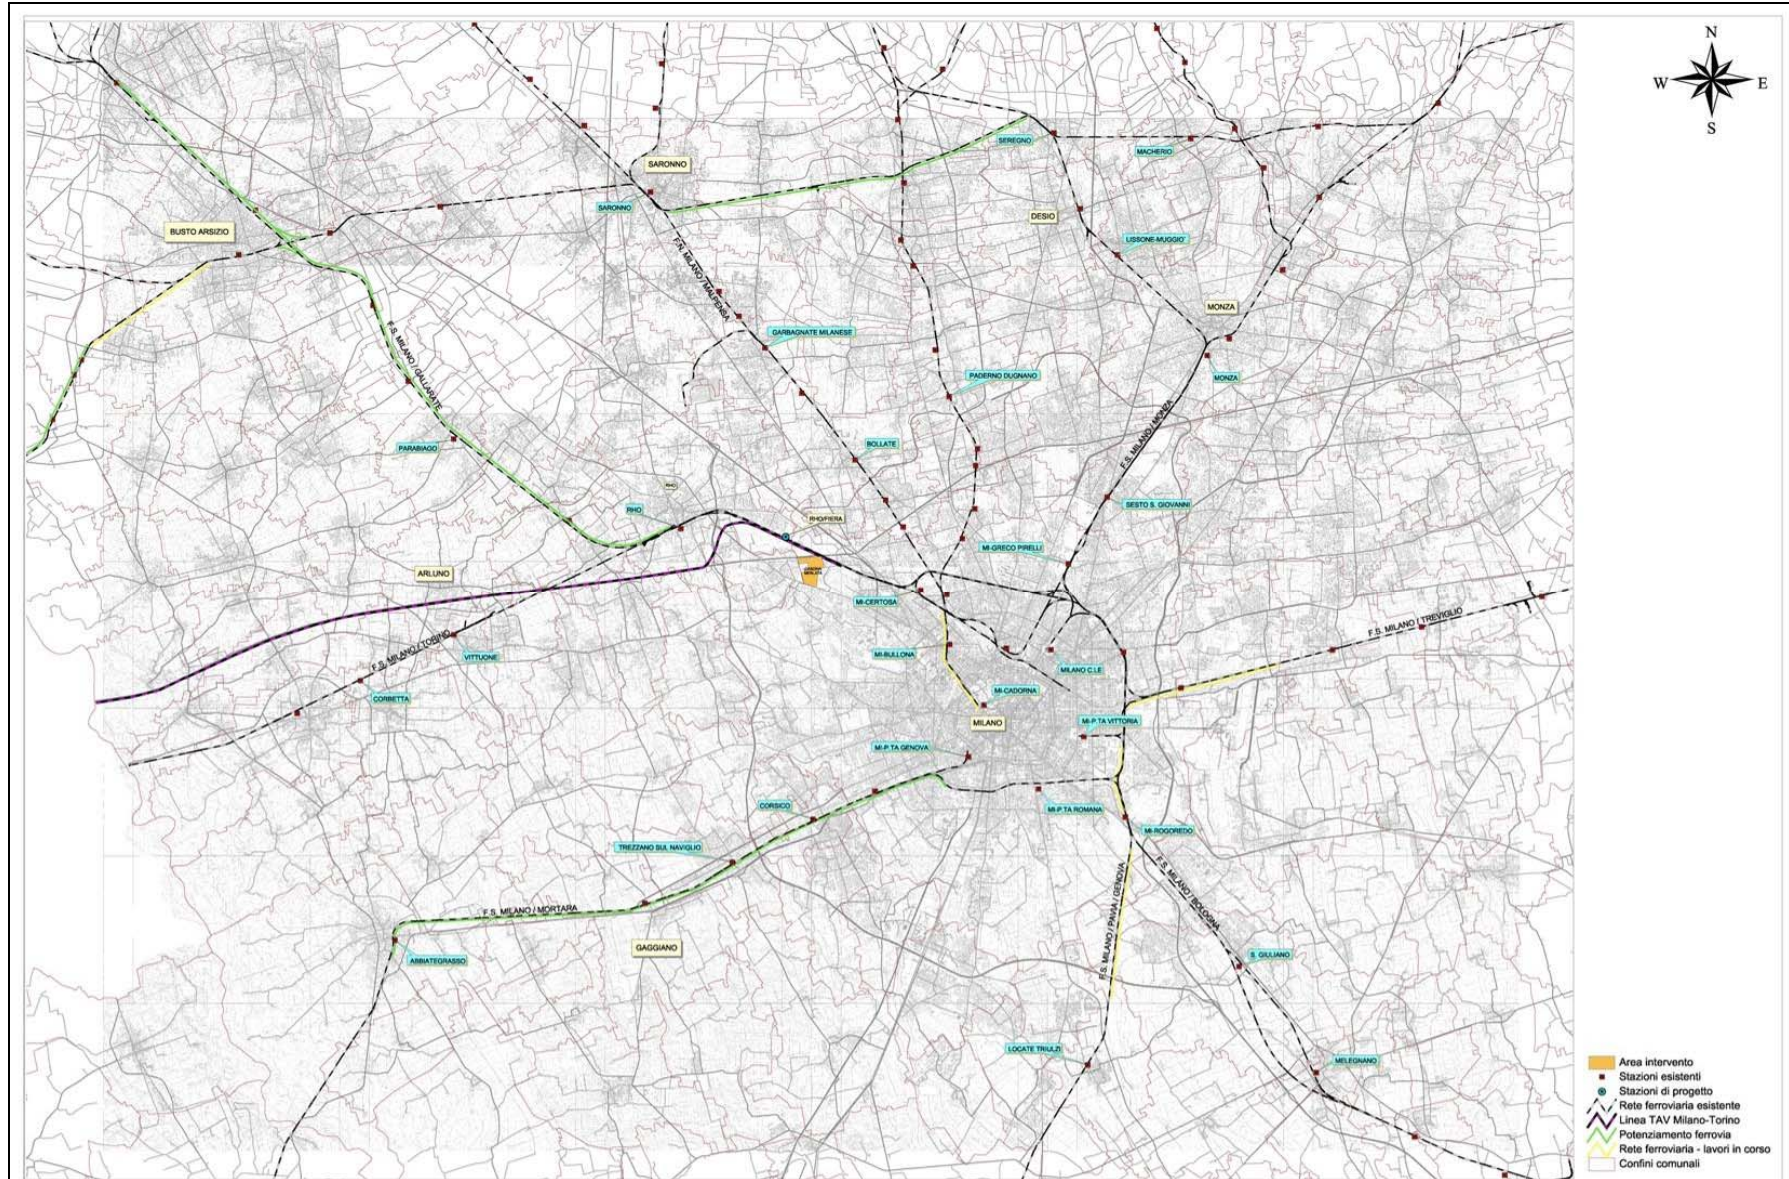 N
W E
S
SEREGNO
MACHERIO
SARONNO
SARONNO
DESIO
BUSTO ARSIZIO
LISSONE-MUGGIO'
F.N. MILANO / MALPENSA
MONZA
GARBAGNATE MILANESE
F.S. MILANO / GALLARATE
PADERNO DUGNANO
MONZA
PARABIAGO
BOLLATE
F.S. MILANO / MONZA
RHO
RHO
SESTO S. GIOVANNI
RHO/FIERA
MI-GRECO PIRELLI
ARLUNO
CASCINA
MERLATA
MI-CERTOSA
F.S. MILANO / TREVIGLIO
F.S. MILANO / TORINO
VITTUONE
MI-BULLONA
MILANO C.LE
CORBETTA
MI-CADORNA
MILANO
MI-P.TA VITTORIA
MI-P.TA GENOVA
CORSICO
MI-P.TA ROMANA
MI-ROGOREDO
TREZZANO SUL NAVIGLIO
F.S. MILANO / PAVIA / GENOVA
F.S. MILANO / BOLOGNA
F.S. MILANO / MORTARA
GAGGIANO
ABBIATEGRASSO
S. GIULIANO
LOCATE TRIULZI
MELEGNANO
Area intervento
Stazioni esistenti
Stazioni di progetto
Rete ferroviaria esistente
Linea TAV Milano-Torino
Potenziamento ferrovia
Rete ferroviaria - lavori in corso
Confini comunali